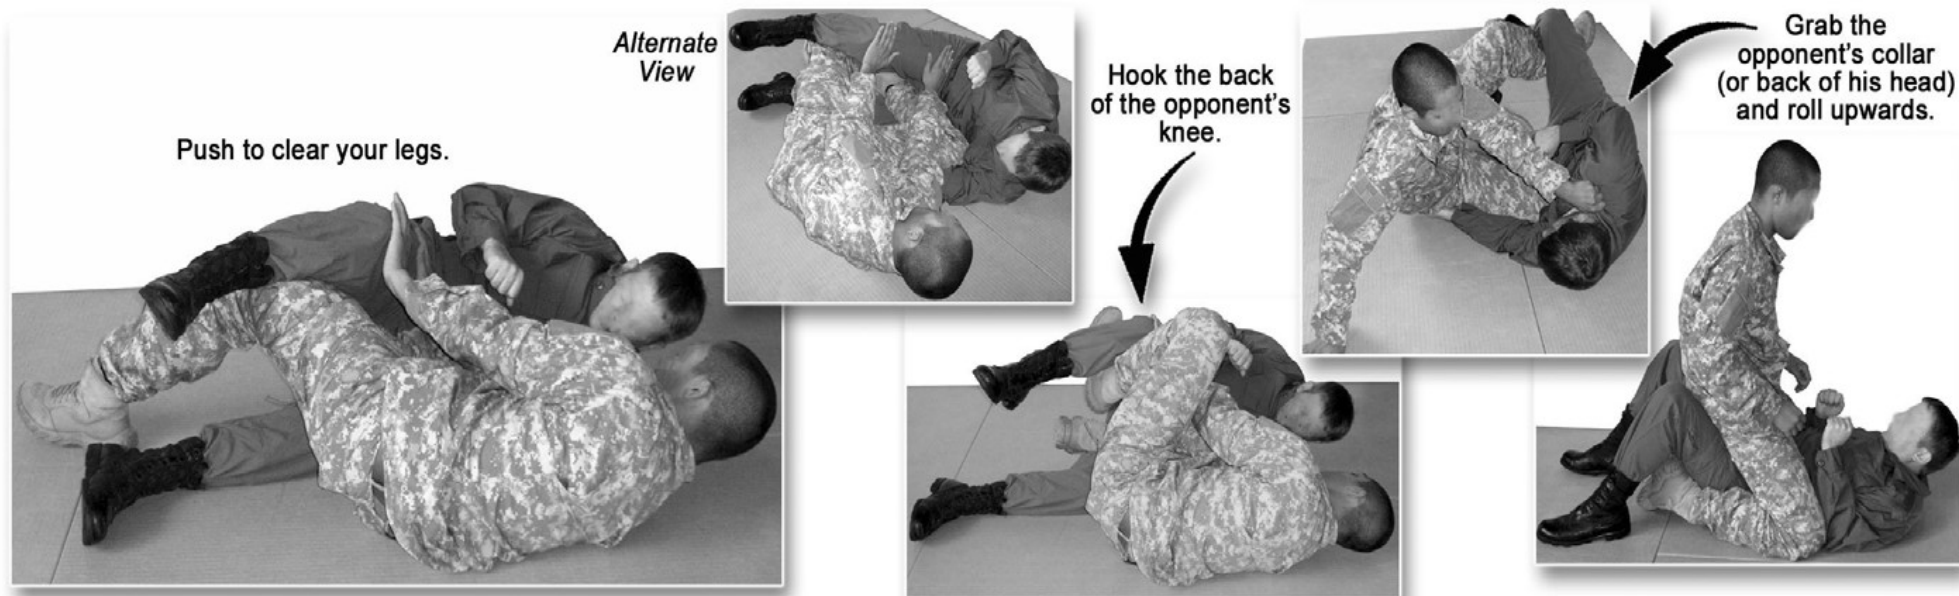 Alternate
View
Push to clear your legs.
Hook the back
of the opponent's
knee.
Grab the
opponent's collar
(or back of his head)
and roll upwards.